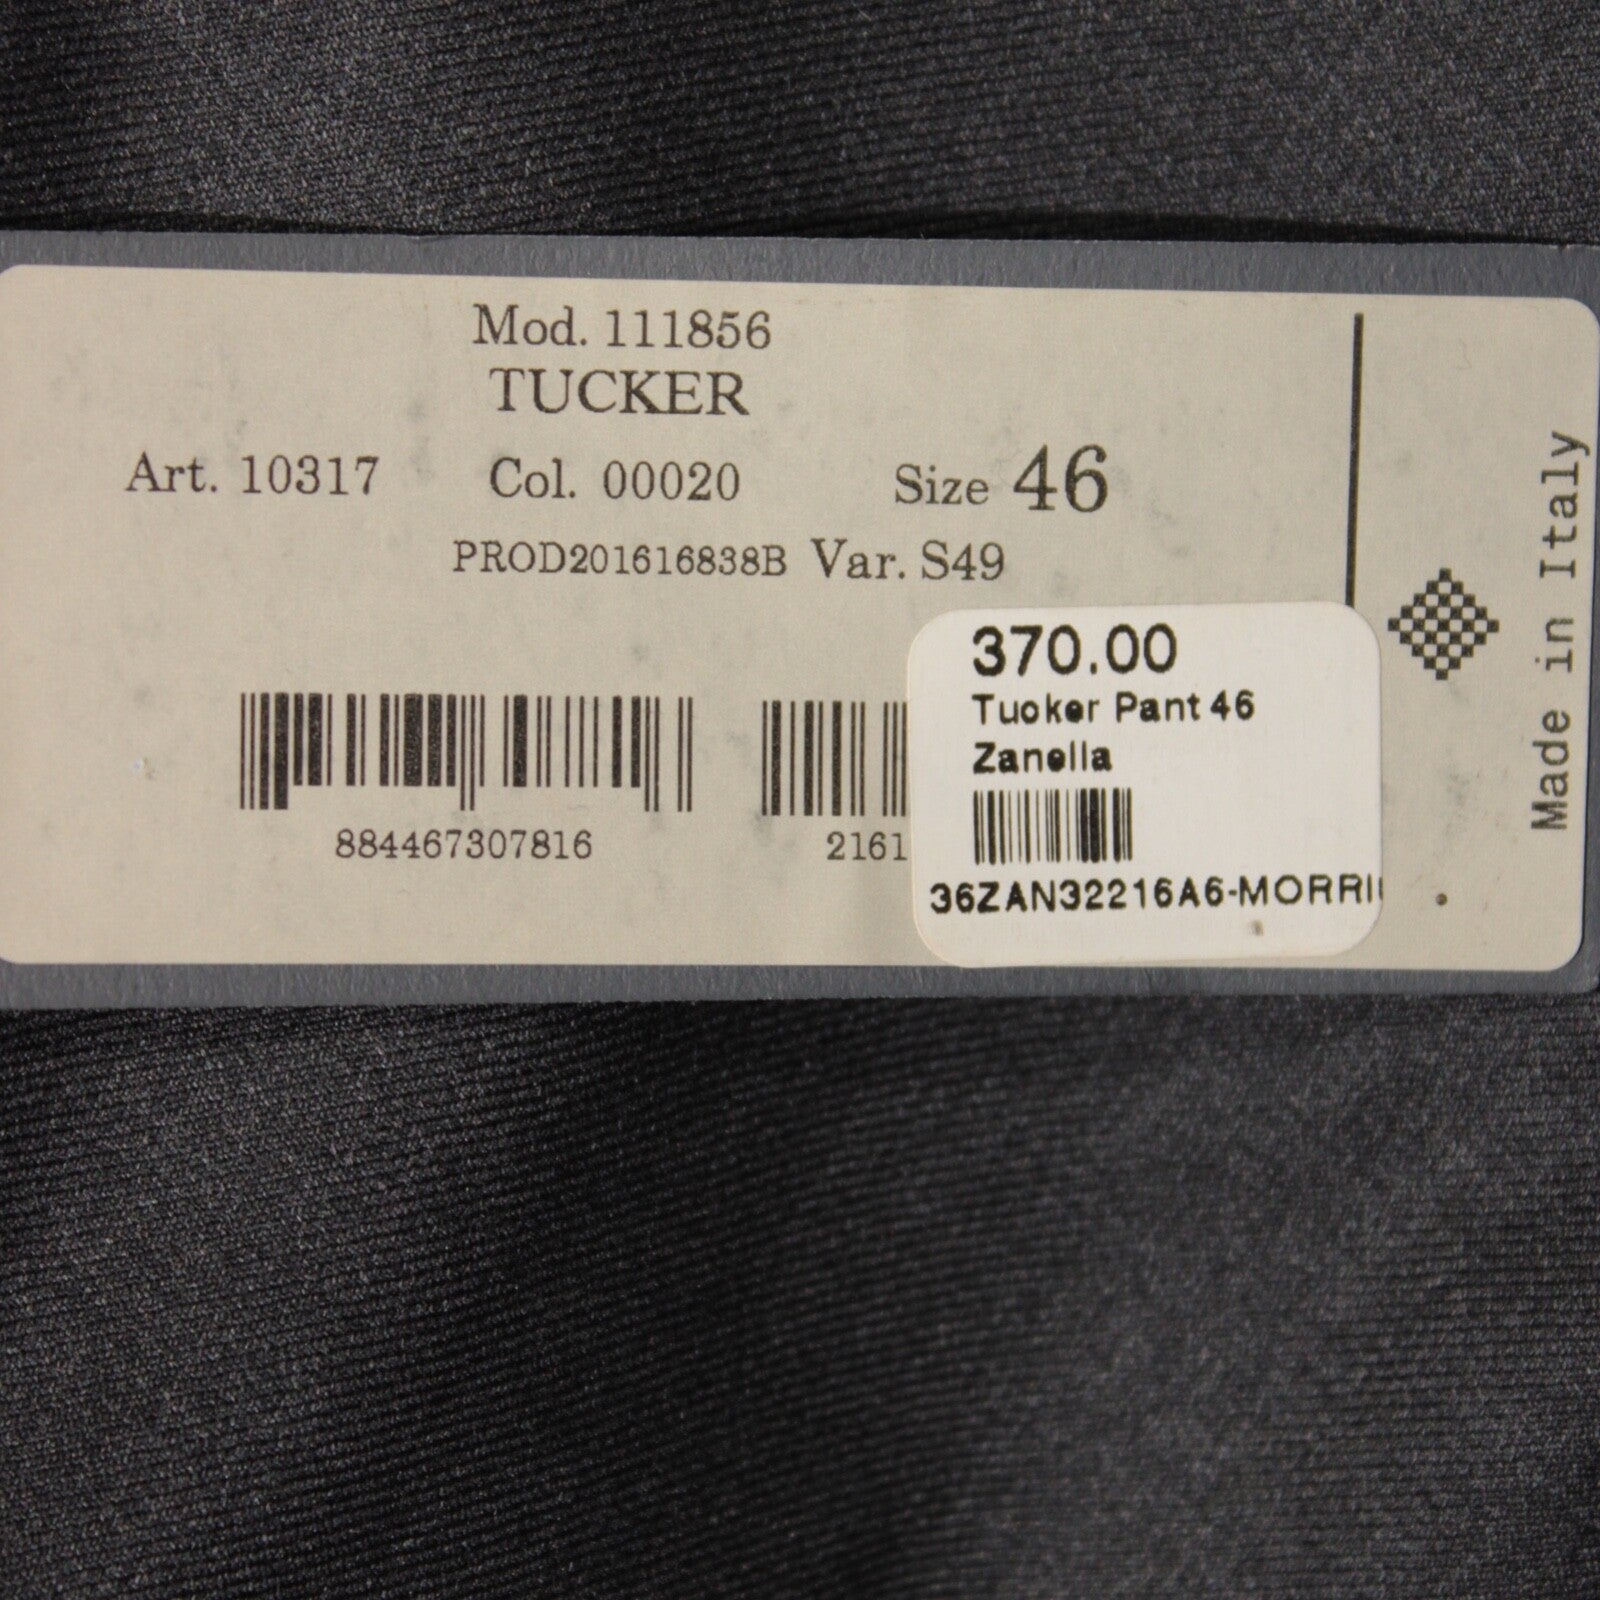 Mod. 111856
TUCKER
Art. 10317 Col. 00020 Size 46
PROD201616838B Var. S49
884467307816
2161
370.00
Tucker Pant 46
Zanella
36ZAN32216A6-MORRI
Made in Italy